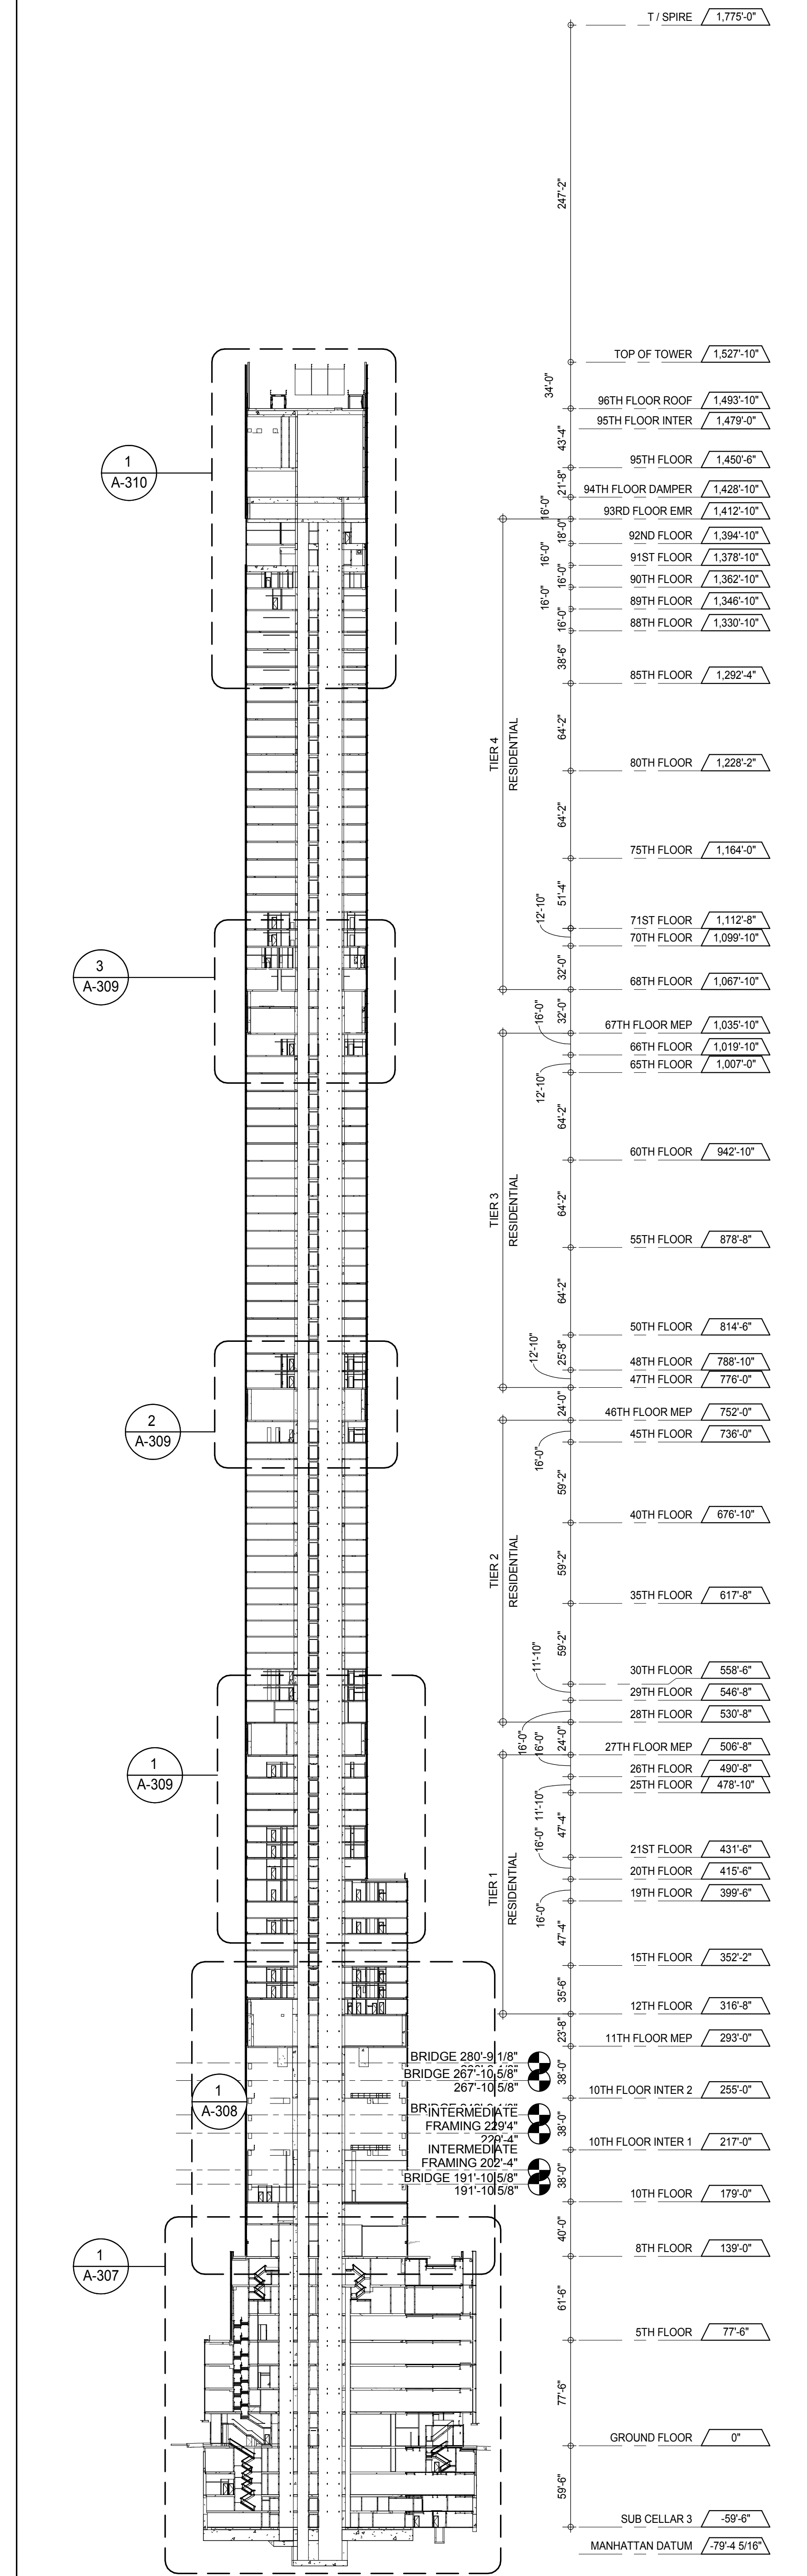 T / SPIRE 1,775'-0"
247'-2"
TOP OF TOWER 1,527'-10"
34'-0"
96TH FLOOR ROOF 1,493'-10"
95TH FLOOR INTER 1,479'-0"
43'-4"
95TH FLOOR 1,450'-6"
21'-8"
94TH FLOOR DAMPER 1,428'-10"
16'-0"
93RD FLOOR EMR 1,412'-10"
18'-0"
92ND FLOOR 1,394'-10"
16'-0"
91ST FLOOR 1,378'-10"
16'-0"
90TH FLOOR 1,362'-10"
16'-0"
89TH FLOOR 1,346'-10"
16'-0"
88TH FLOOR 1,330'-10"
38'-6"
85TH FLOOR 1,292'-4"
64'-2"
80TH FLOOR 1,228'-2"
64'-2"
75TH FLOOR 1,164'-0"
51'-4"
71ST FLOOR 1,112'-8"
12'-10"
70TH FLOOR 1,099'-10"
32'-0"
68TH FLOOR 1,067'-10"
32'-0"
67TH FLOOR MEP 1,035'-10"
16'-0"
66TH FLOOR 1,019'-10"
12'-10"
65TH FLOOR 1,007'-0"
64'-2"
60TH FLOOR 942'-10"
64'-2"
55TH FLOOR 878'-8"
64'-2"
50TH FLOOR 814'-6"
25'-8"
48TH FLOOR 788'-10"
12'-10"
47TH FLOOR 776'-0"
24'-0"
46TH FLOOR MEP 752'-0"
16'-0"
45TH FLOOR 736'-0"
59'-2"
40TH FLOOR 676'-10"
59'-2"
35TH FLOOR 617'-8"
59'-2"
30TH FLOOR 558'-6"
11'-10"
29TH FLOOR 546'-8"
16'-0"
28TH FLOOR 530'-8"
24'-0"
27TH FLOOR MEP 506'-8"
16'-0"
26TH FLOOR 490'-8"
11'-10"
25TH FLOOR 478'-10"
47'-4"
21ST FLOOR 431'-6"
16'-0"
20TH FLOOR 415'-6"
16'-0"
19TH FLOOR 399'-6"
47'-4"
15TH FLOOR 352'-2"
35'-6"
12TH FLOOR 316'-8"
23'-8"
11TH FLOOR MEP 293'-0"
38'-0"
10TH FLOOR INTER 2 255'-0"
38'-0"
10TH FLOOR INTER 1 217'-0"
38'-0"
10TH FLOOR 179'-0"
40'-0"
8TH FLOOR 139'-0"
61'-6"
5TH FLOOR 77'-6"
77'-6"
GROUND FLOOR 0"
59'-6"
SUB CELLAR 3 -59'-6"
MANHATTAN DATUM -79'-4 5/16"
TIER 4
RESIDENTIAL
TIER 3
RESIDENTIAL
TIER 2
RESIDENTIAL
TIER 1
RESIDENTIAL
BRIDGE 280'-9 1/8"
BRIDGE 267'-10 5/8"
267'-10 5/8"
INTERMEDIATE
FRAMING 229'4"
229'-4"
INTERMEDIATE
FRAMING 202'-4"
BRIDGE 191'-10 5/8"
191'-10 5/8"
1
A-310
3
A-309
2
A-309
1
A-309
1
A-308
1
A-307